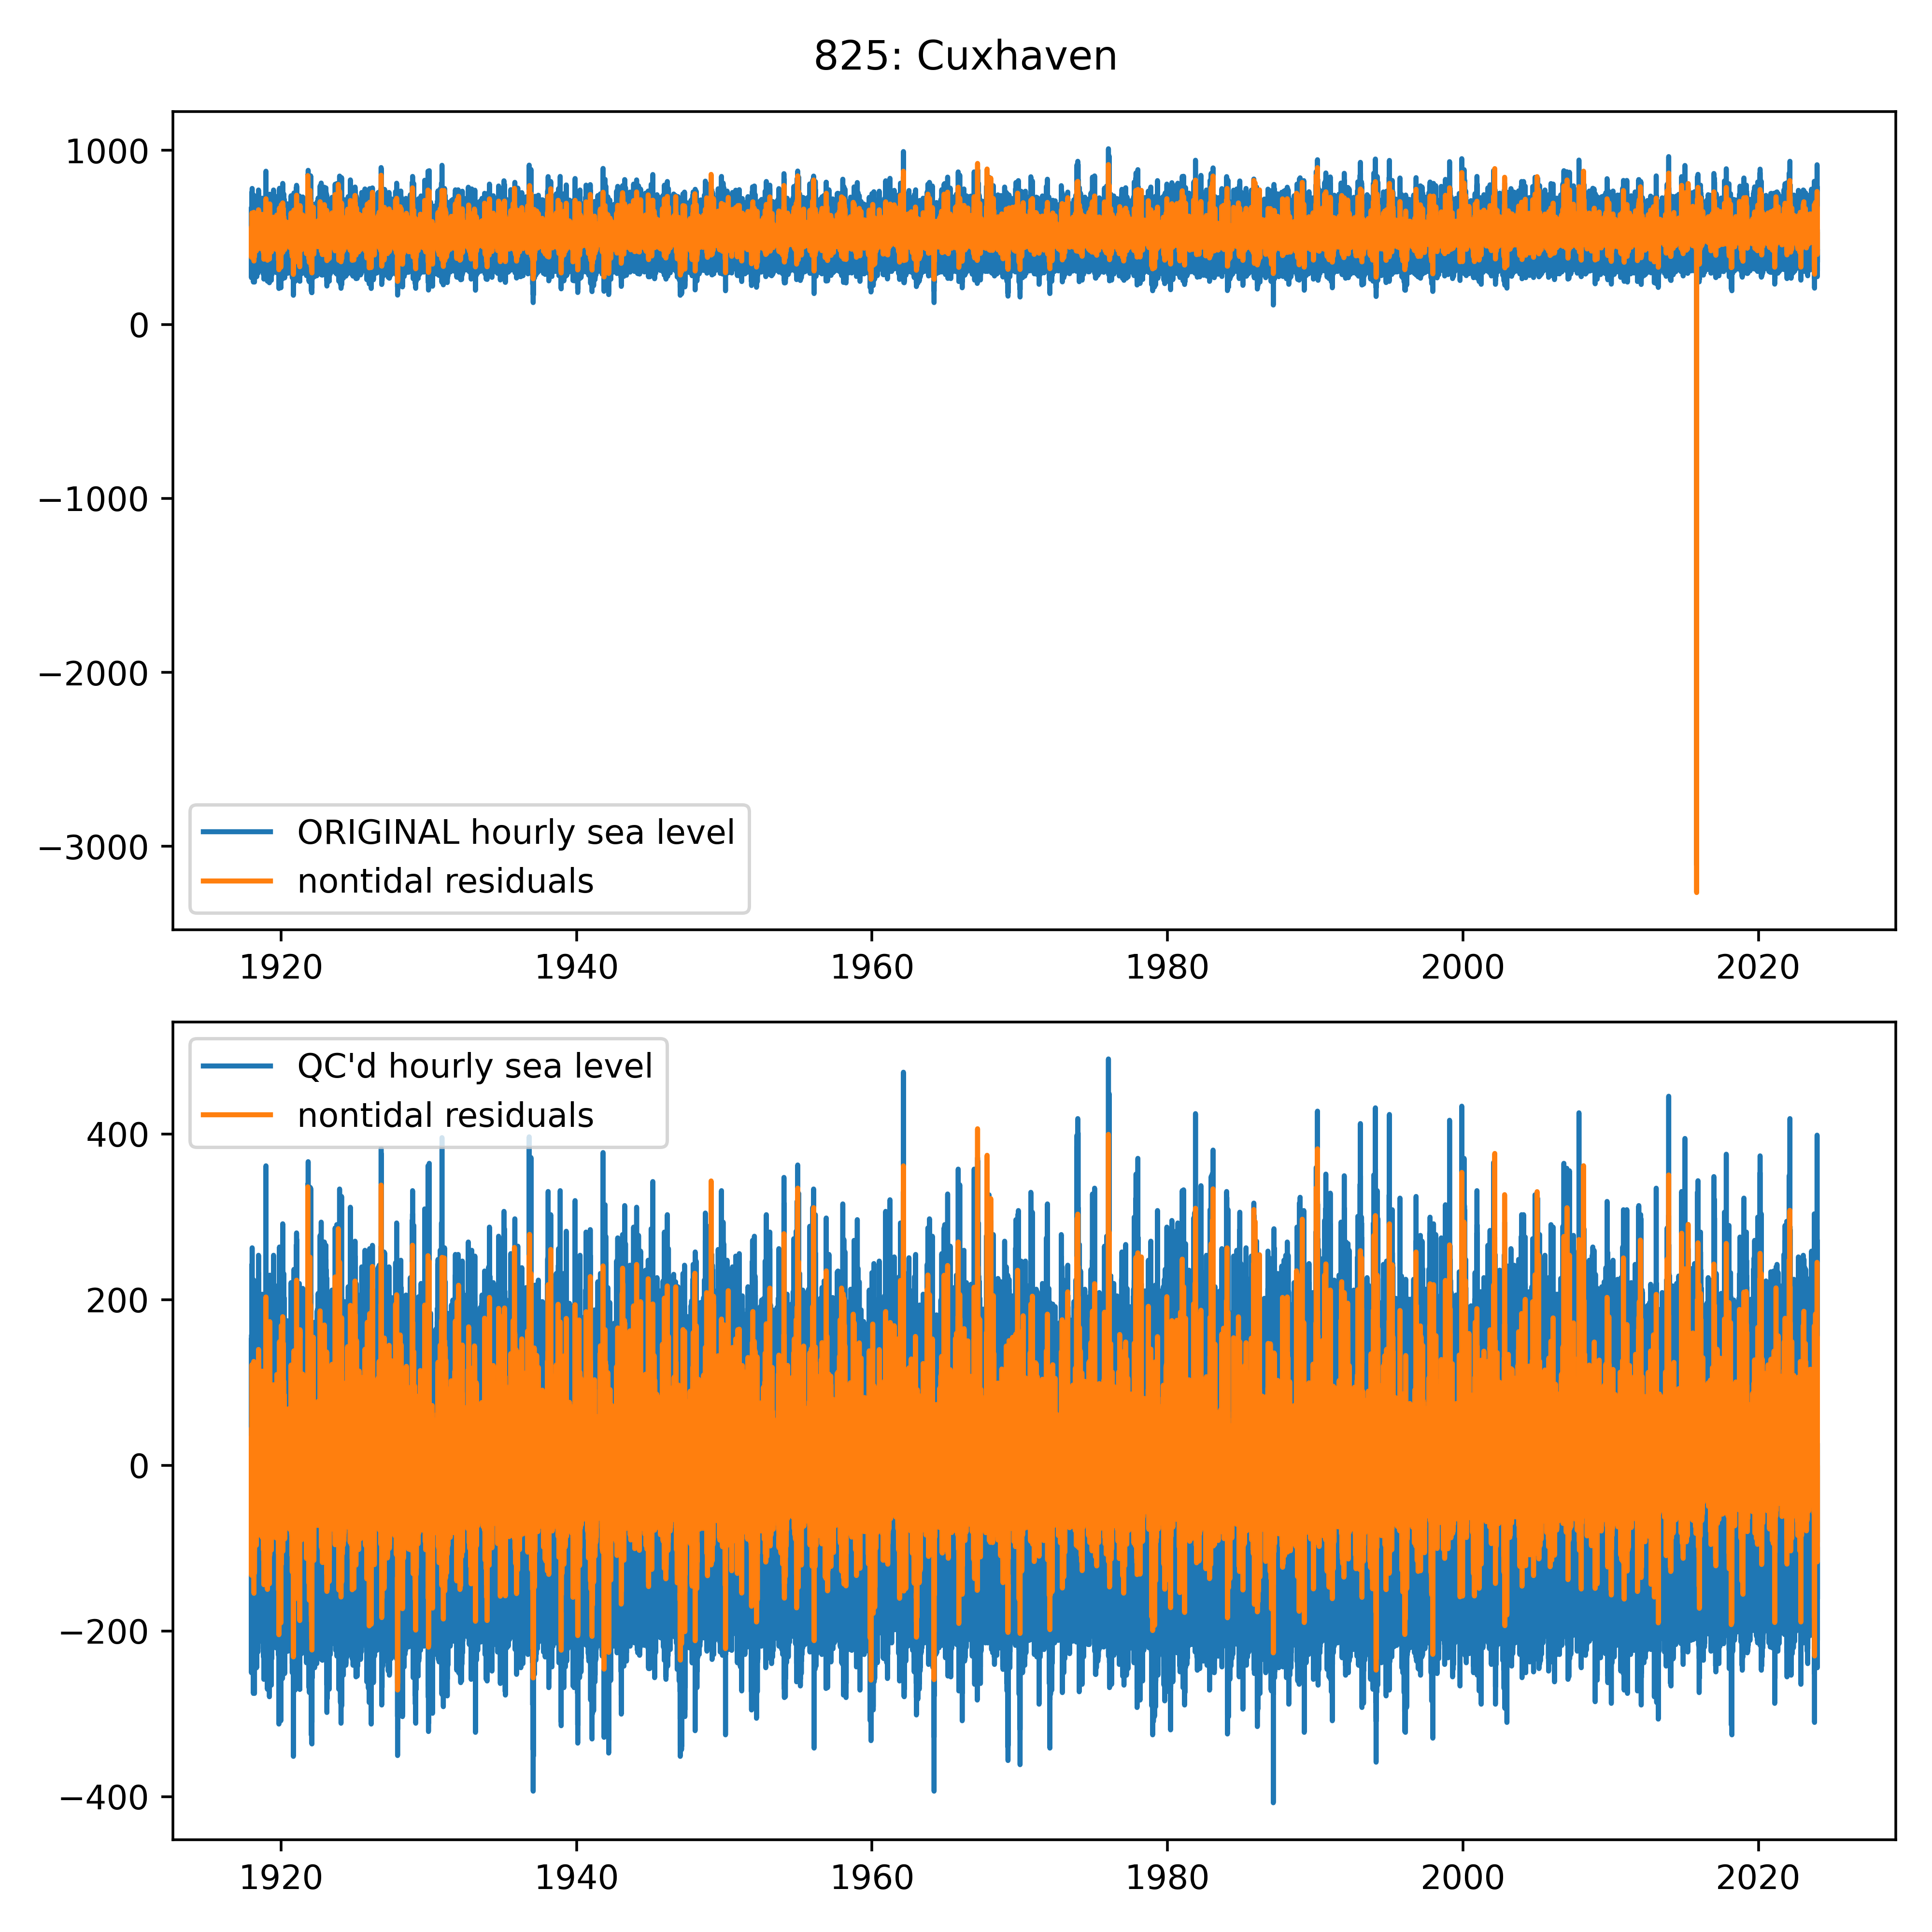 825: Cuxhaven
1000
0
−1000
−2000
−3000
ORIGINAL hourly sea level
nontidal residuals
1920 1940 1960 1980 2000 2020
QC'd hourly sea level
nontidal residuals
400
200
0
−200
−400
1920 1940 1960 1980 2000 2020